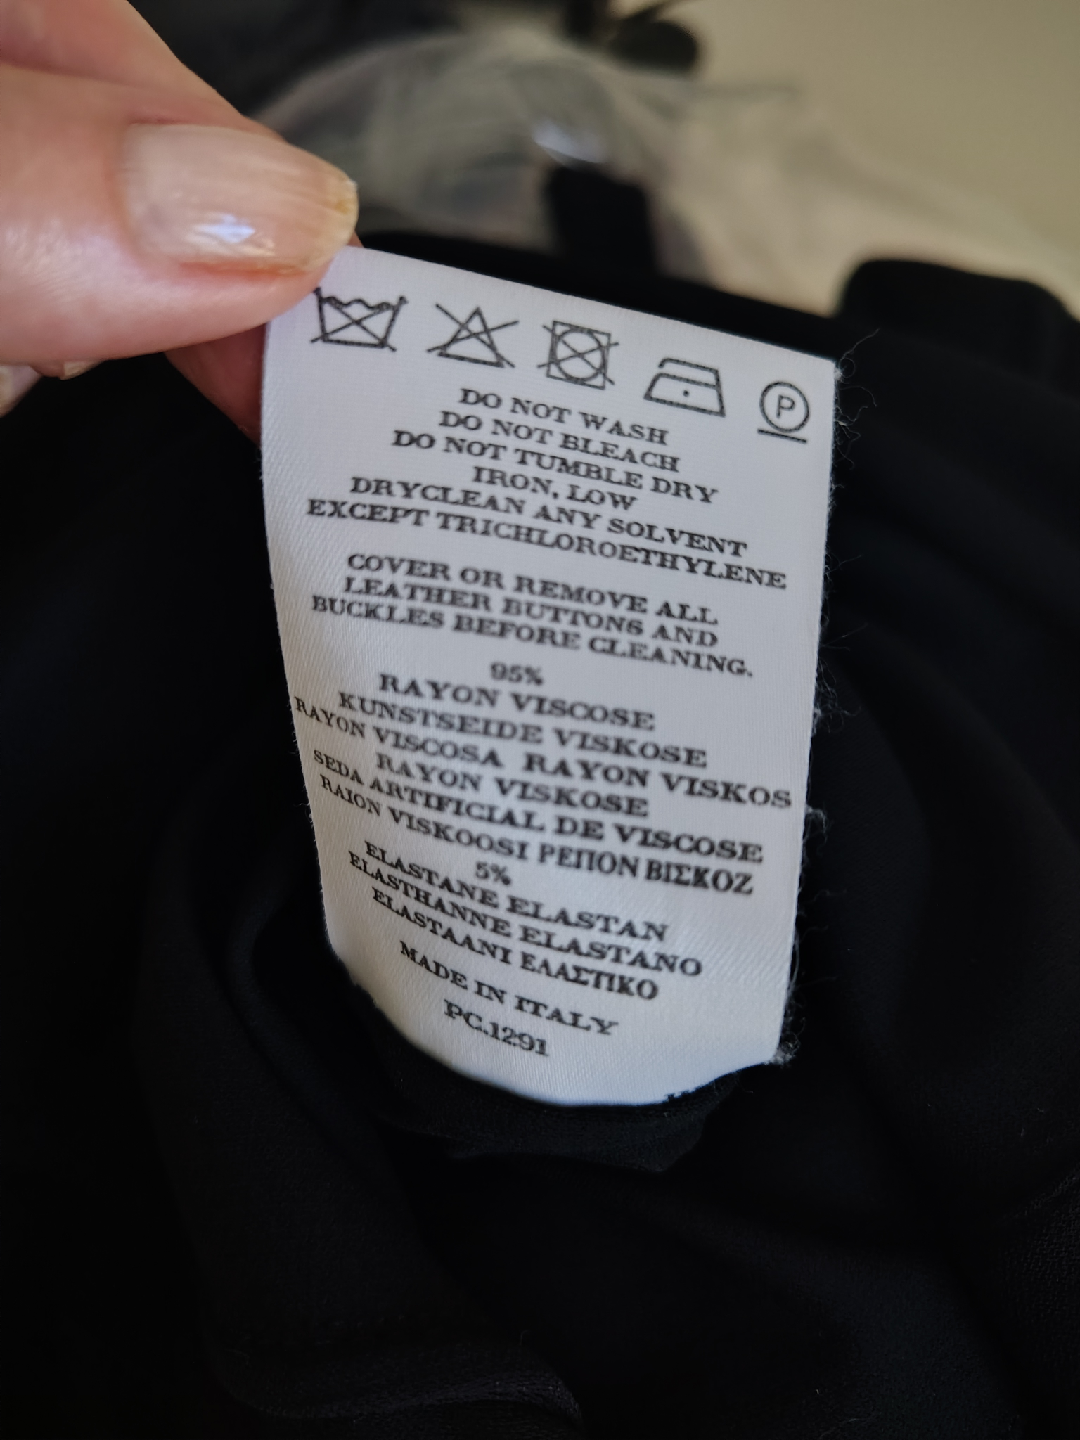 P
DO NOT WASH
DO NOT BLEACH
DO NOT TUMBLE DRY
IRON, LOW
DRYCLEAN ANY SOLVENT
EXCEPT TRICHLOROETHYLENE
COVER OR REMOVE ALL
LEATHER BUTTONS AND
BUCKLES BEFORE CLEANING.
95%
RAYON VISCOSE
KUNSTSEIDE VISKOSE
RAYON VISCOSA RAYON VISKOS
RAYON VISKOSE
SEDA ARTIFICIAL DE VISCOSE
RAION VISKOOSI ΡΕΠΟΝ ΒΙΣΚΟΖ
5%
ELASTANE ELASTAN
ELASTHANNE ELASTANO
ELASTAANI ΕΛΑΣΤΙΚΟ
MADE IN ITALY
PC.1291